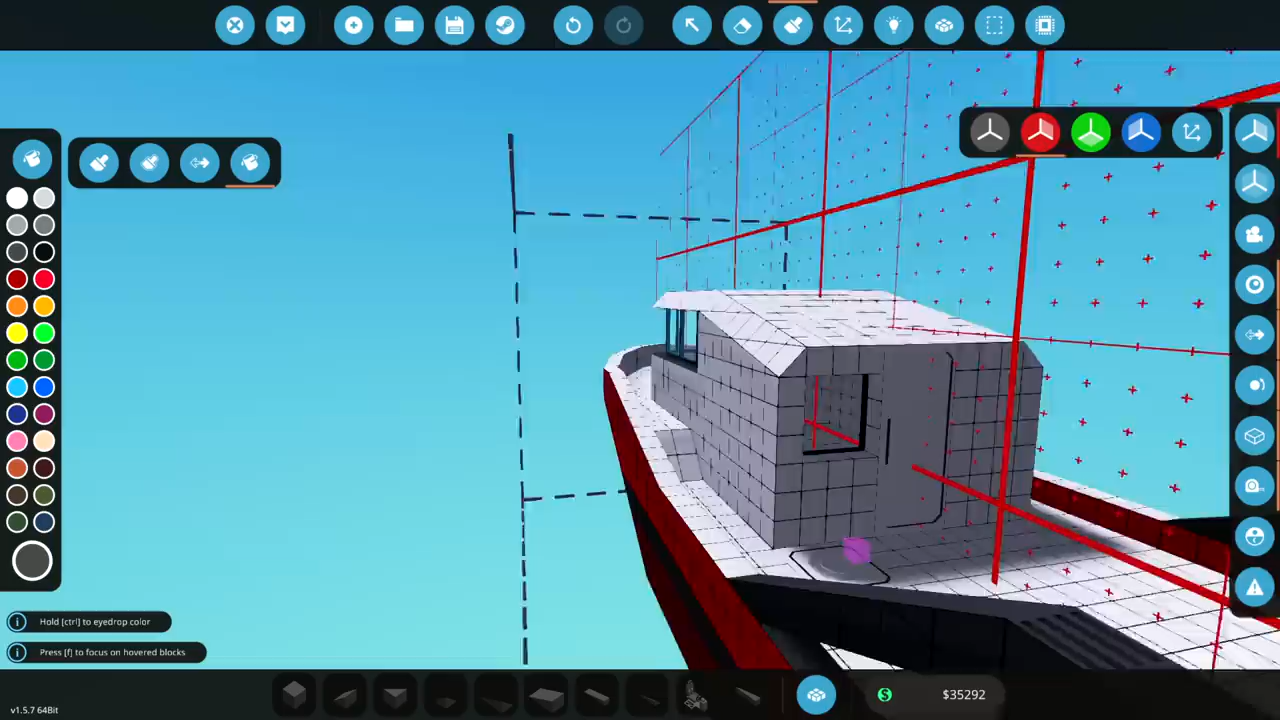 Hold [ctrl] to eyedrop color
Press [f] to focus on hovered blocks
$ $35292
v1.5.7 64Bit